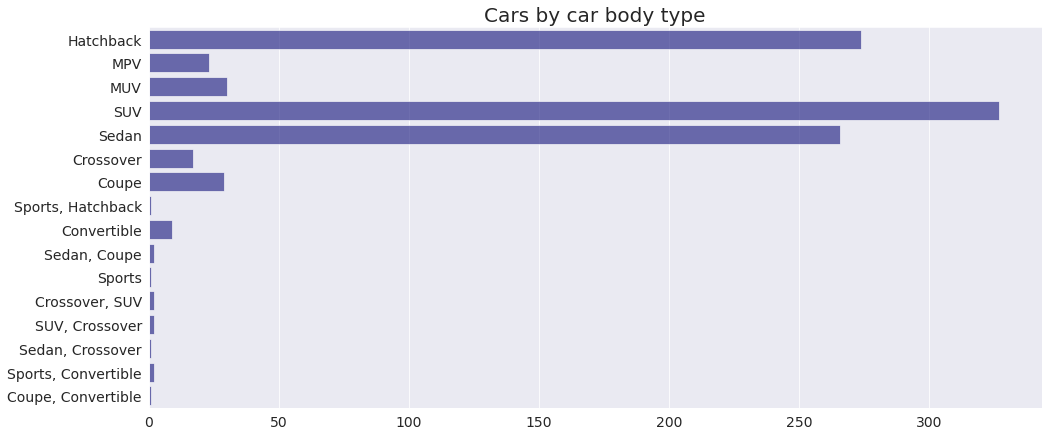 Cars by car body type
Hatchback
MPV
MUV
SUV
Sedan
Crossover
Coupe
Sports, Hatchback
Convertible
Sedan, Coupe
Sports
Crossover, SUV
SUV, Crossover
Sedan, Crossover
Sports, Convertible
Coupe, Convertible
0 50 100 150 200 250 300